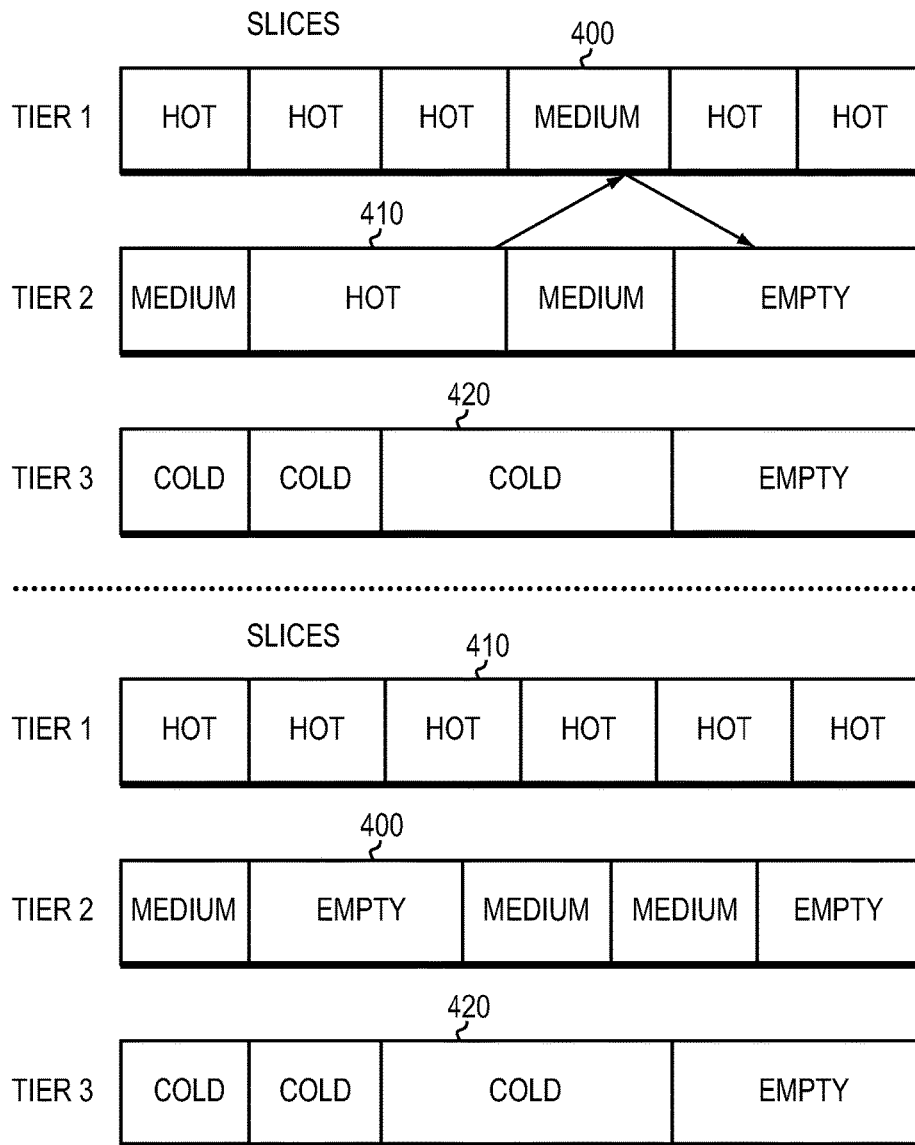 SLICES
400
TIER 1 HOT HOT HOT MEDIUM HOT HOT
410
TIER 2 MEDIUM HOT MEDIUM EMPTY
420
TIER 3 COLD COLD COLD EMPTY
SLICES
410
TIER 1 HOT HOT HOT HOT HOT HOT
400
TIER 2 MEDIUM EMPTY MEDIUM MEDIUM EMPTY
420
TIER 3 COLD COLD COLD EMPTY